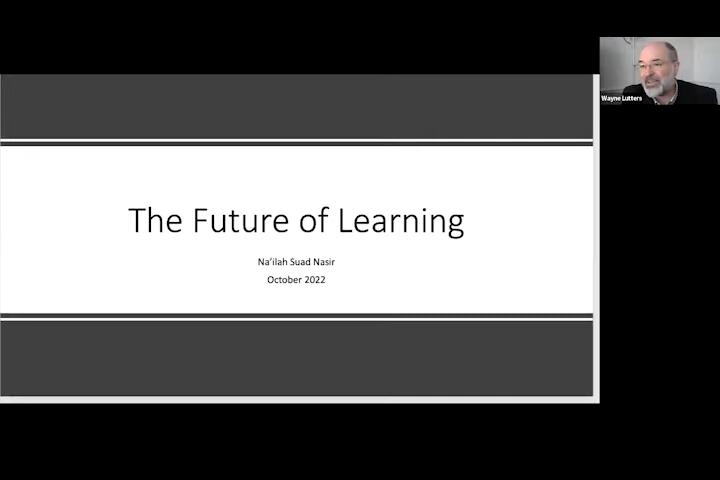 The Future of Learning
Na'ilah Suad Nasir
October 2022
Wayne Lutters